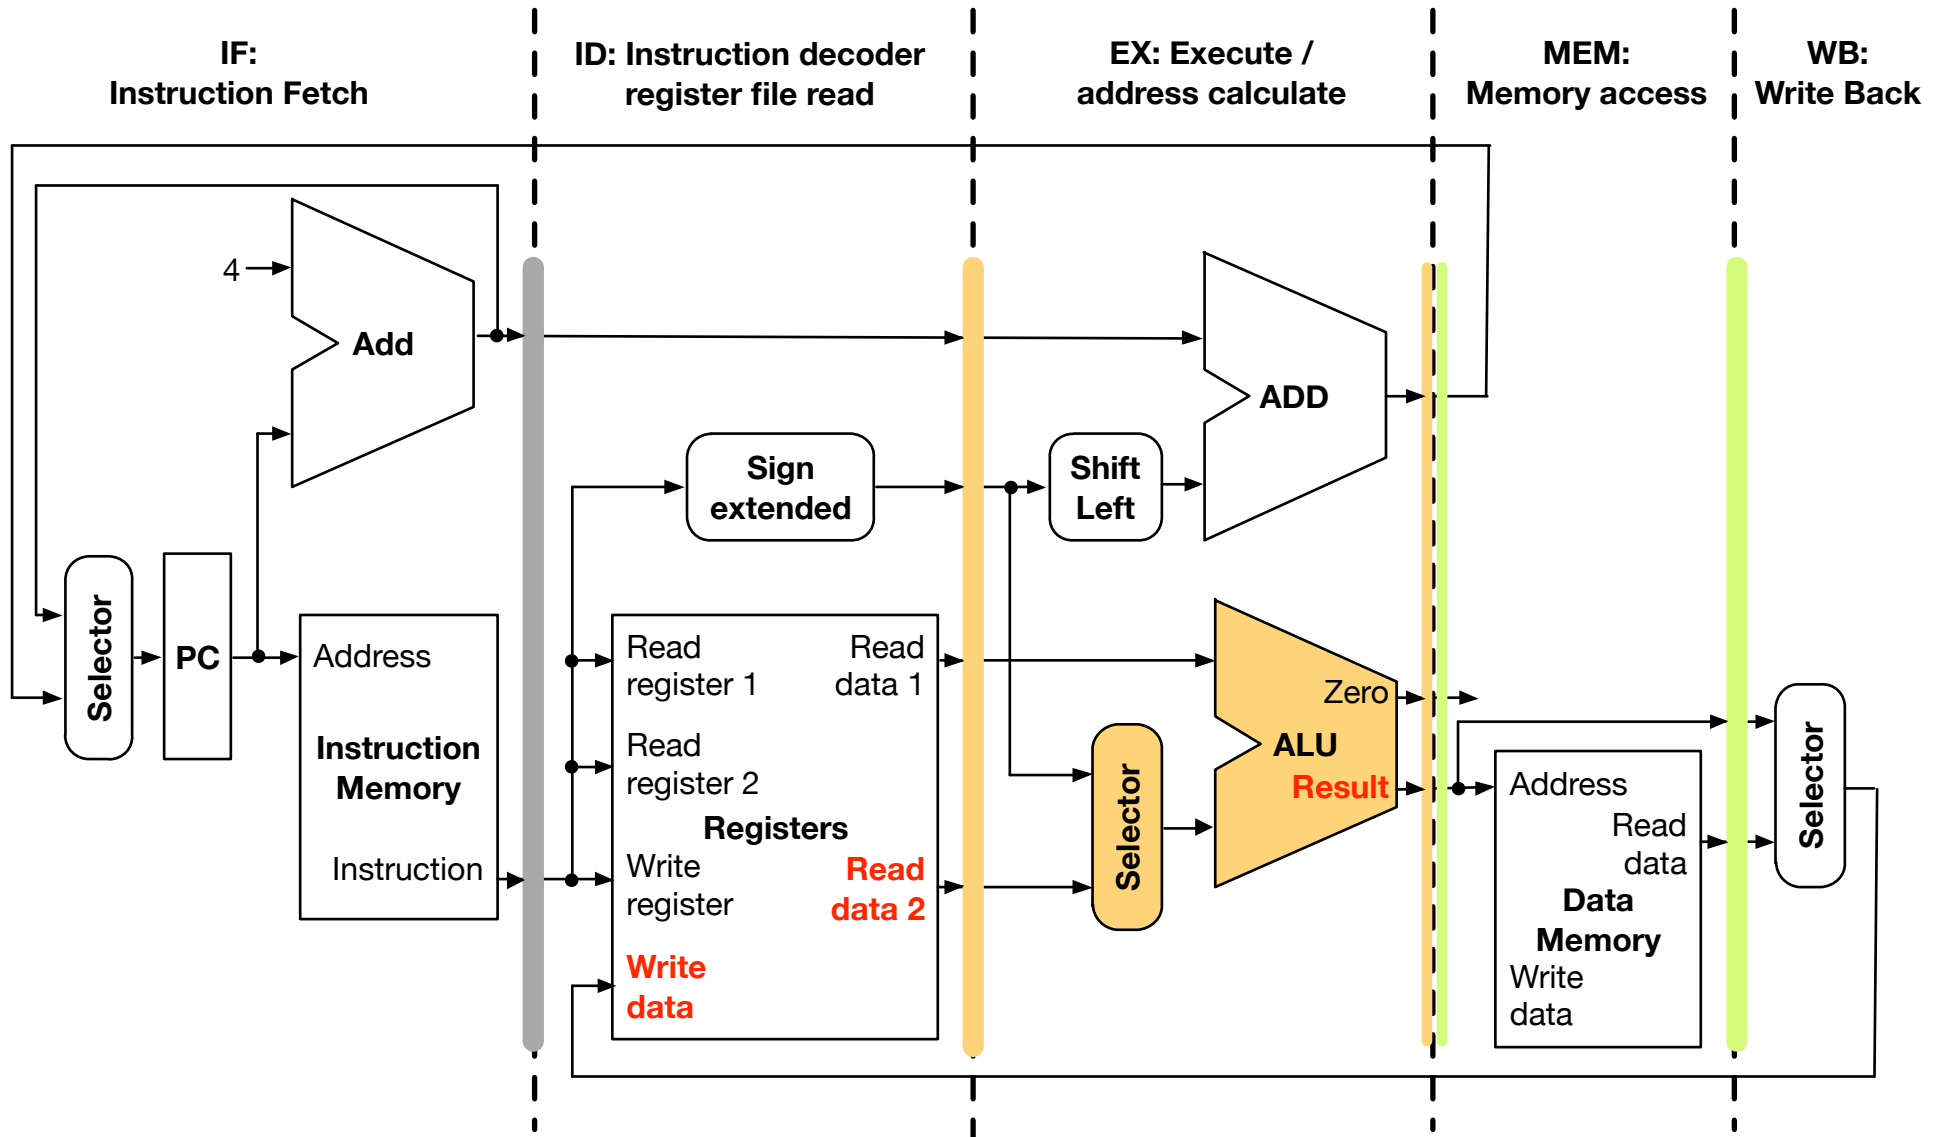 IF:
Instruction Fetch
ID: Instruction decoder
register file read
EX: Execute /
address calculate
MEM:
Memory access
WB:
Write Back
4
Add
ADD
Sign
extended
Shift
Left
Selector
PC
Address
Instruction
Memory
Instruction
Read
register 1
Read
data 1
Read
register 2
Registers
Write
register
Read
data 2
Write
data
Selector
Zero
ALU
Result
Address
Read
data
Data
Memory
Write
data
Selector